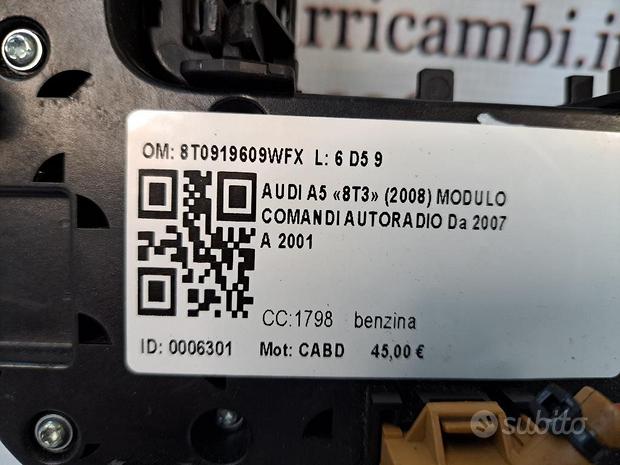 rricambi.i
OM: 8T0919609WFX L: 6 D5 9
AUDI A5 «8T3» (2008) MODULO
COMANDI AUTORADIO Da 2007
A 2001
CC:1798 benzina
ID: 0006301 Mot: CABD 45,00 €
subito